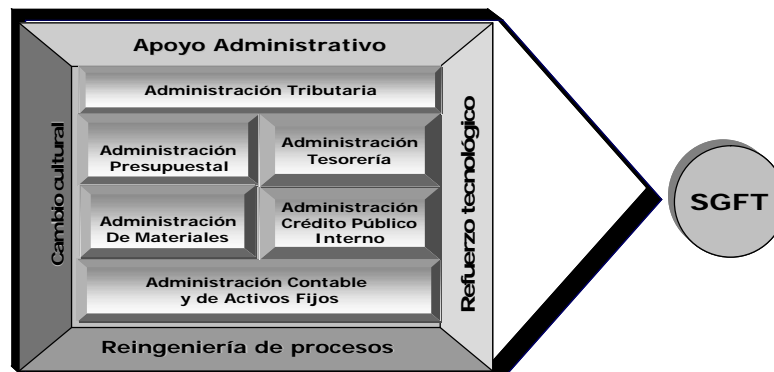 Apoyo Administrativo
Administración Tributaria
Cambio cultural
Administración
Presupuestal
Administración
Tesorería
Refuerzo tecnológico
SGFT
Administración
De Materiales
Administración
Crédito Público
Interno
Administración Contable
y de Activos Fijos
Reingeniería de procesos